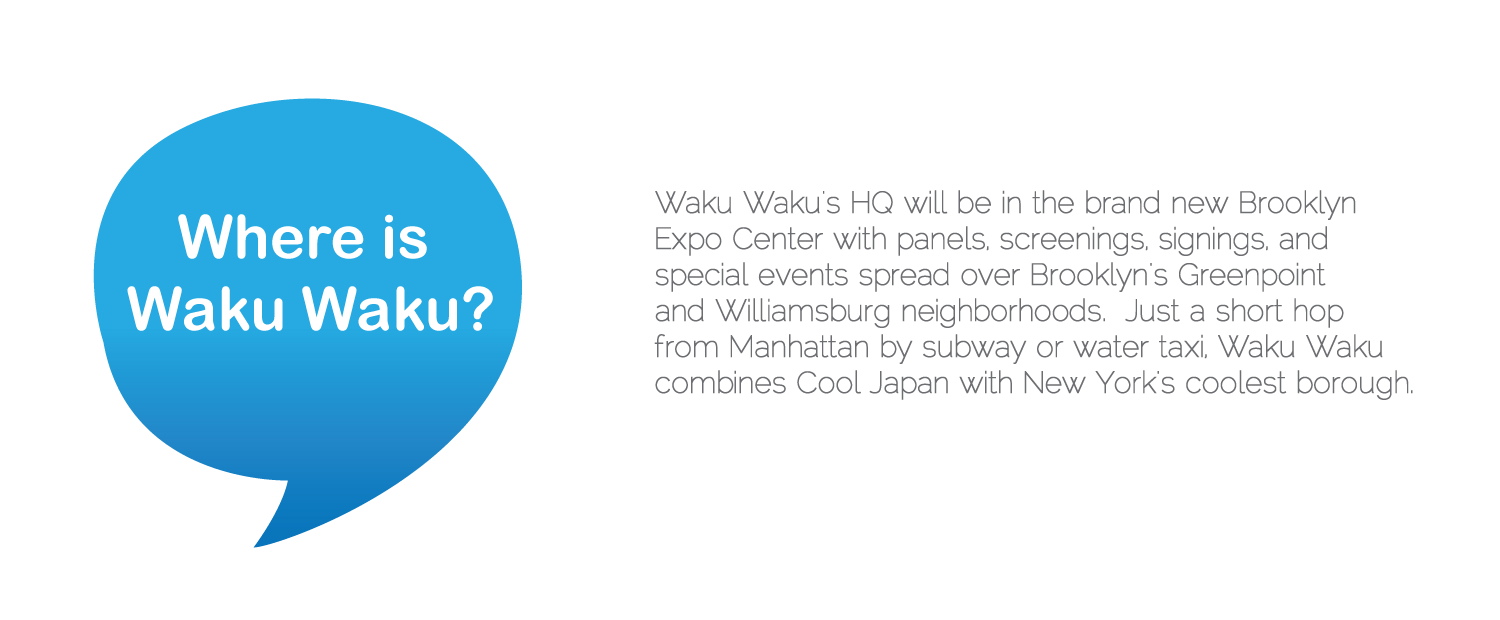 Where is
Waku Waku?
Waku Waku's HQ will be in the brand new Brooklyn
Expo Center with panels, screenings, signings, and
special events spread over Brooklyn's Greenpoint
and Williamsburg neighborhoods.  Just a short hop
from Manhattan by subway or water taxi, Waku Waku
combines Cool Japan with New York's coolest borough.